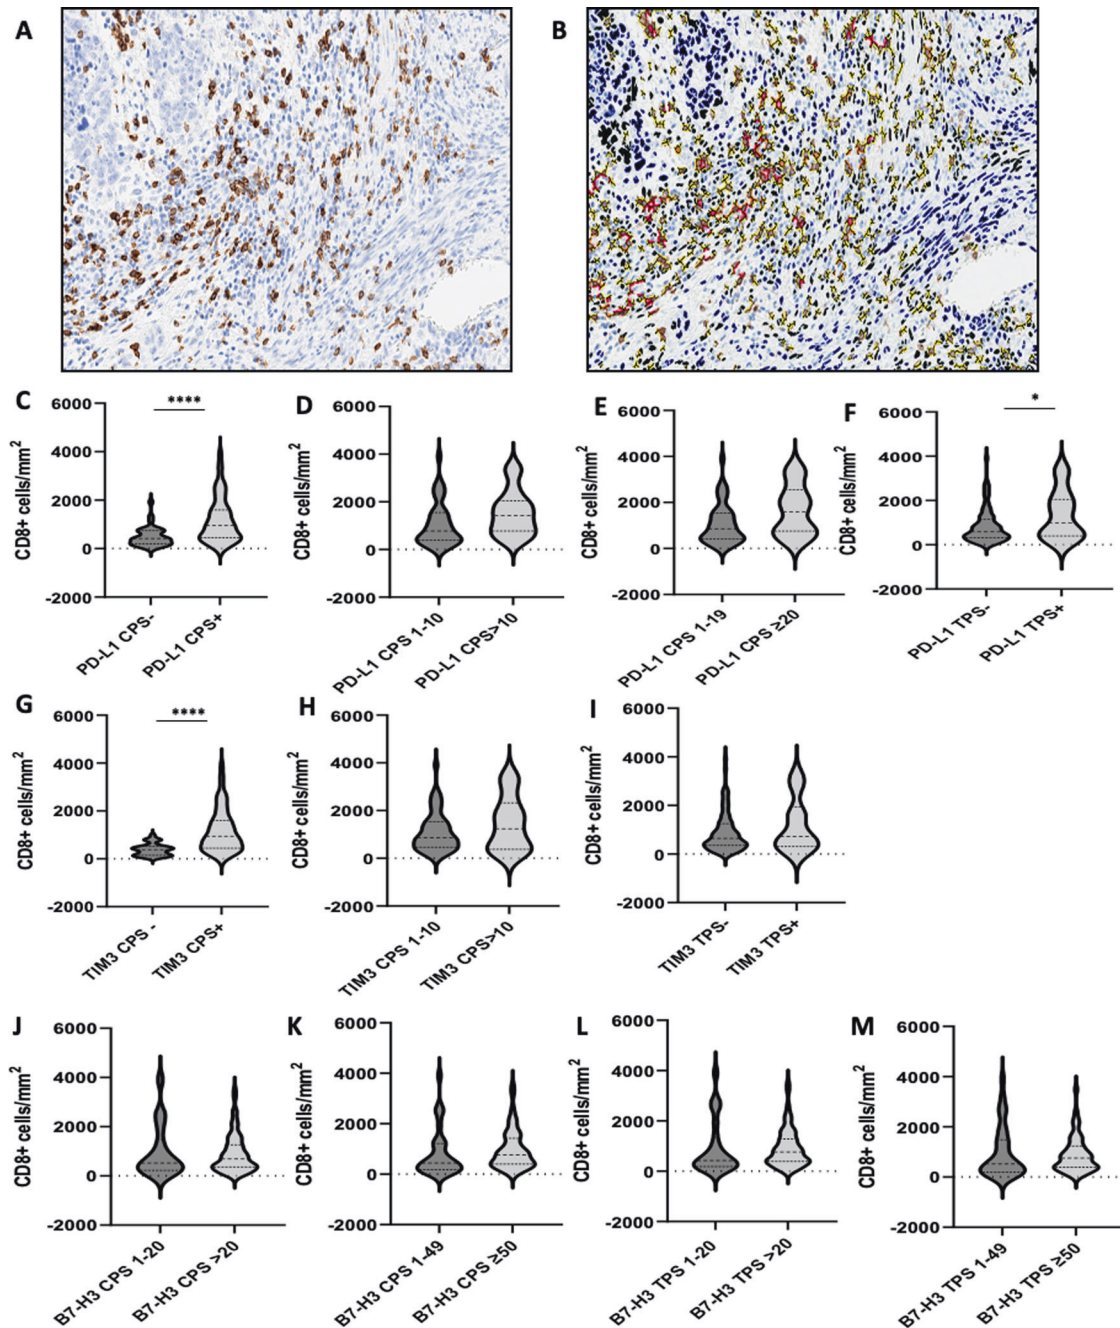 A
B
C
6000
4000
2000
0
-2000
CD8+ cells/mm2
****
PD-L1 CPS-
PD-L1 CPS+
D
6000
4000
2000
0
-2000
PD-L1 CPS 1-10
PD-L1 CPS>10
E
6000
4000
2000
0
-2000
CD8+ cells/mm2
PD-L1 CPS 1-19
PD-L1 CPS ≥20
F
6000
4000
2000
0
-2000
CD8+ cells/mm2
*
PD-L1 TPS-
PD-L1 TPS+
G
6000
4000
2000
0
-2000
CD8+ cells/mm2
****
TIM3 CPS -
TIM3 CPS+
H
6000
4000
2000
0
-2000
CD8+ cells/mm2
TIM3 CPS 1-10
TIM3 CPS>10
I
6000
4000
2000
0
-2000
CD8+ cells/mm2
TIM3 TPS-
TIM3 TPS+
J
6000
4000
2000
0
-2000
CD8+ cells/mm2
B7-H3 CPS 1-20
B7-H3 CPS >20
K
6000
4000
2000
0
-2000
CD8+ cells/mm2
B7-H3 CPS 1-49
B7-H3 CPS ≥50
L
6000
4000
2000
0
-2000
CD8+ cells/mm2
B7-H3 TPS 1-20
B7-H3 TPS >20
M
6000
4000
2000
0
-2000
CD8+ cells/mm2
B7-H3 TPS 1-49
B7-H3 TPS ≥50